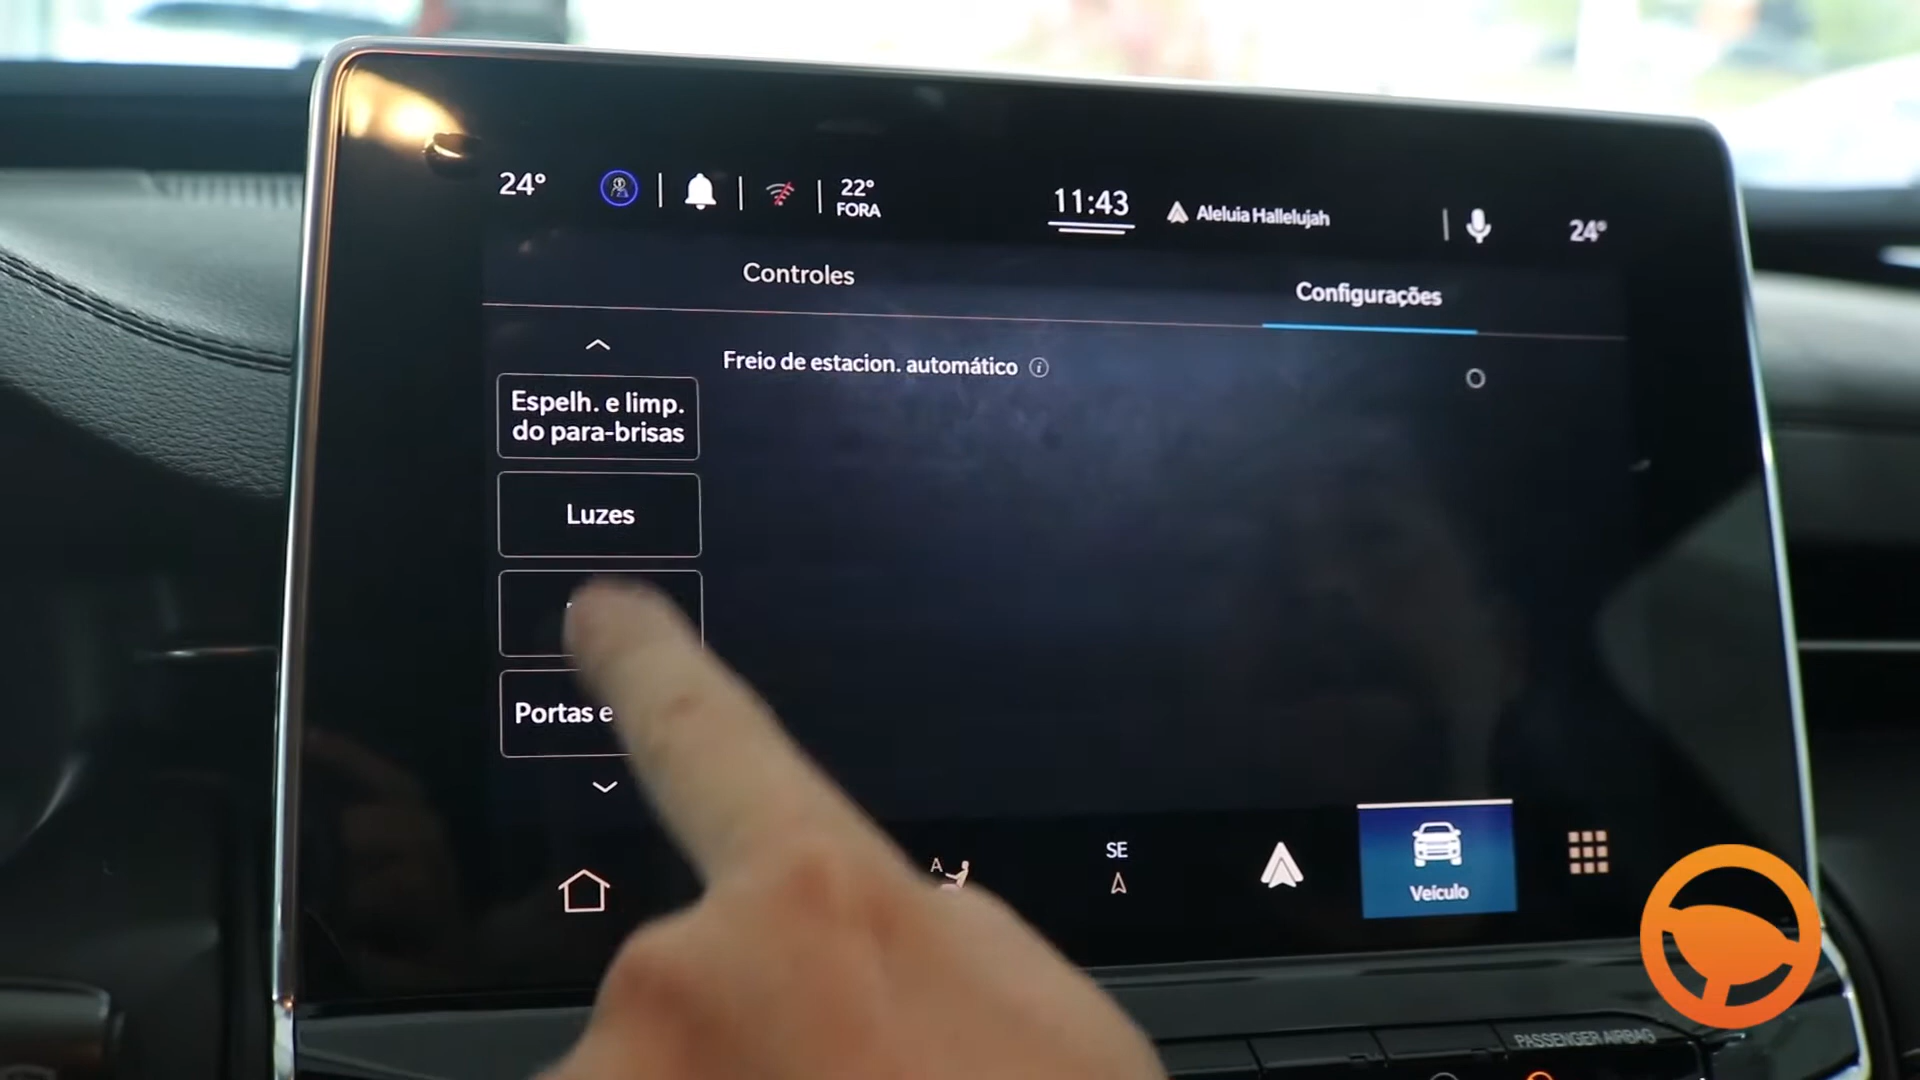 24°
22°
FORA
11:43
Aleluia Hallelujah
24°
Controles
Configurações
Freio de estacion. automático
Espelh. e limp.
do para-brisas
Luzes
Portas e
A
SE
Veículo
PASSENGER AIRBAG